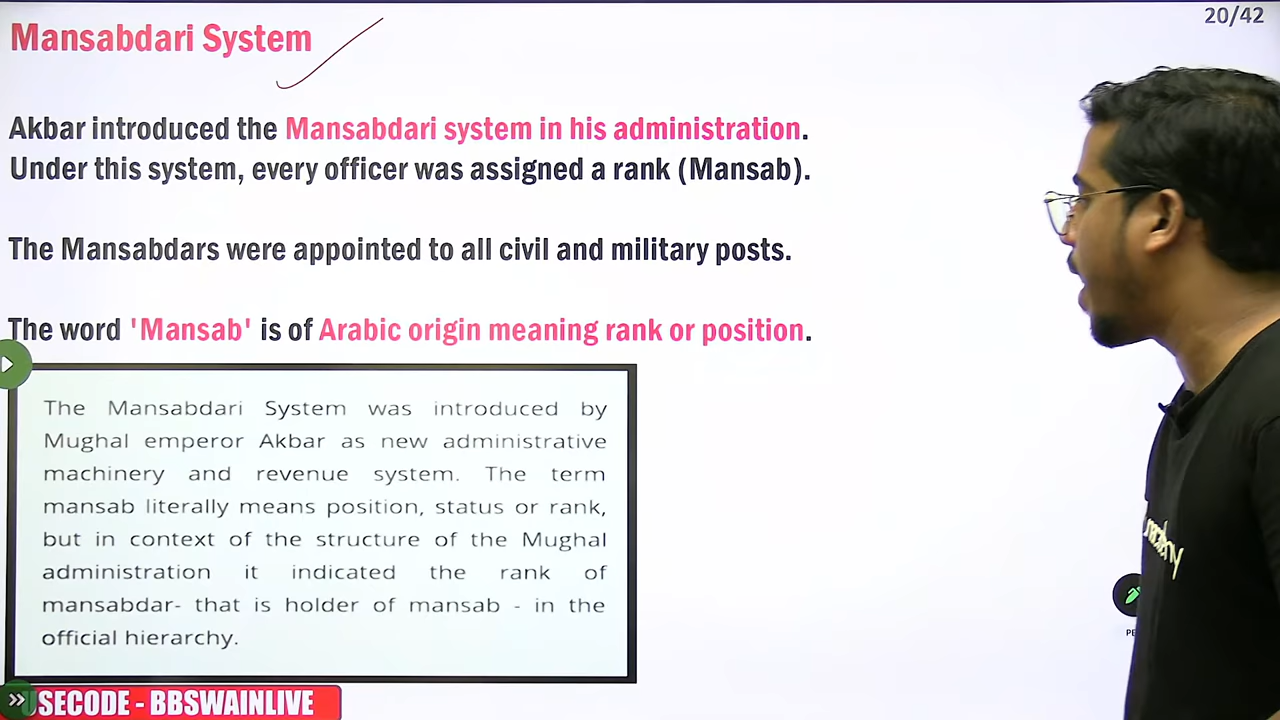 20/42
Mansabdari System
Akbar introduced the Mansabdari system in his administration.
Under this system, every officer was assigned a rank (Mansab).
The Mansabdars were appointed to all civil and military posts.
The word 'Mansab' is of Arabic origin meaning rank or position.
The Mansabdari System was introduced by
Mughal emperor Akbar as new administrative
machinery and revenue system. The term
mansab literally means position, status or rank,
but in context of the structure of the Mughal
administration it indicated the rank of
mansabdar- that is holder of mansab - in the
official hierarchy.
SECODE - BBSWAINLIVE